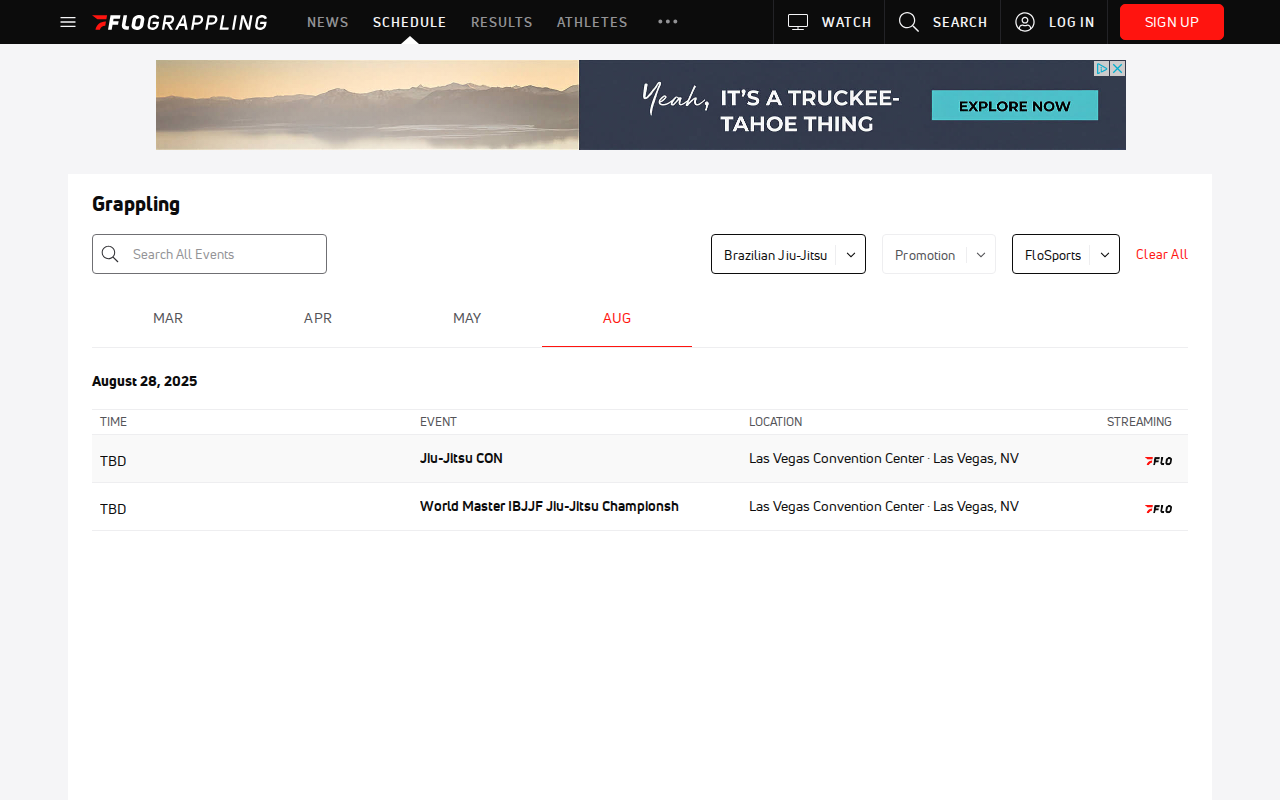 FLOGRAPPLING NEWS SCHEDULE RESULTS ATHLETES WATCH SEARCH LOG IN SIGN UP
Yeah, IT'S A TRUCKEE-
TAHOE THING
EXPLORE NOW
Grappling
Search All Events Brazilian Jiu-Jitsu Promotion FloSports Clear All
MAR APR MAY AUG
August 28, 2025
TIME EVENT LOCATION STREAMING
TBD Jiu-Jitsu CON Las Vegas Convention Center · Las Vegas, NV FLO
TBD World Master IBJJF Jiu-Jitsu Championsh Las Vegas Convention Center · Las Vegas, NV FLO